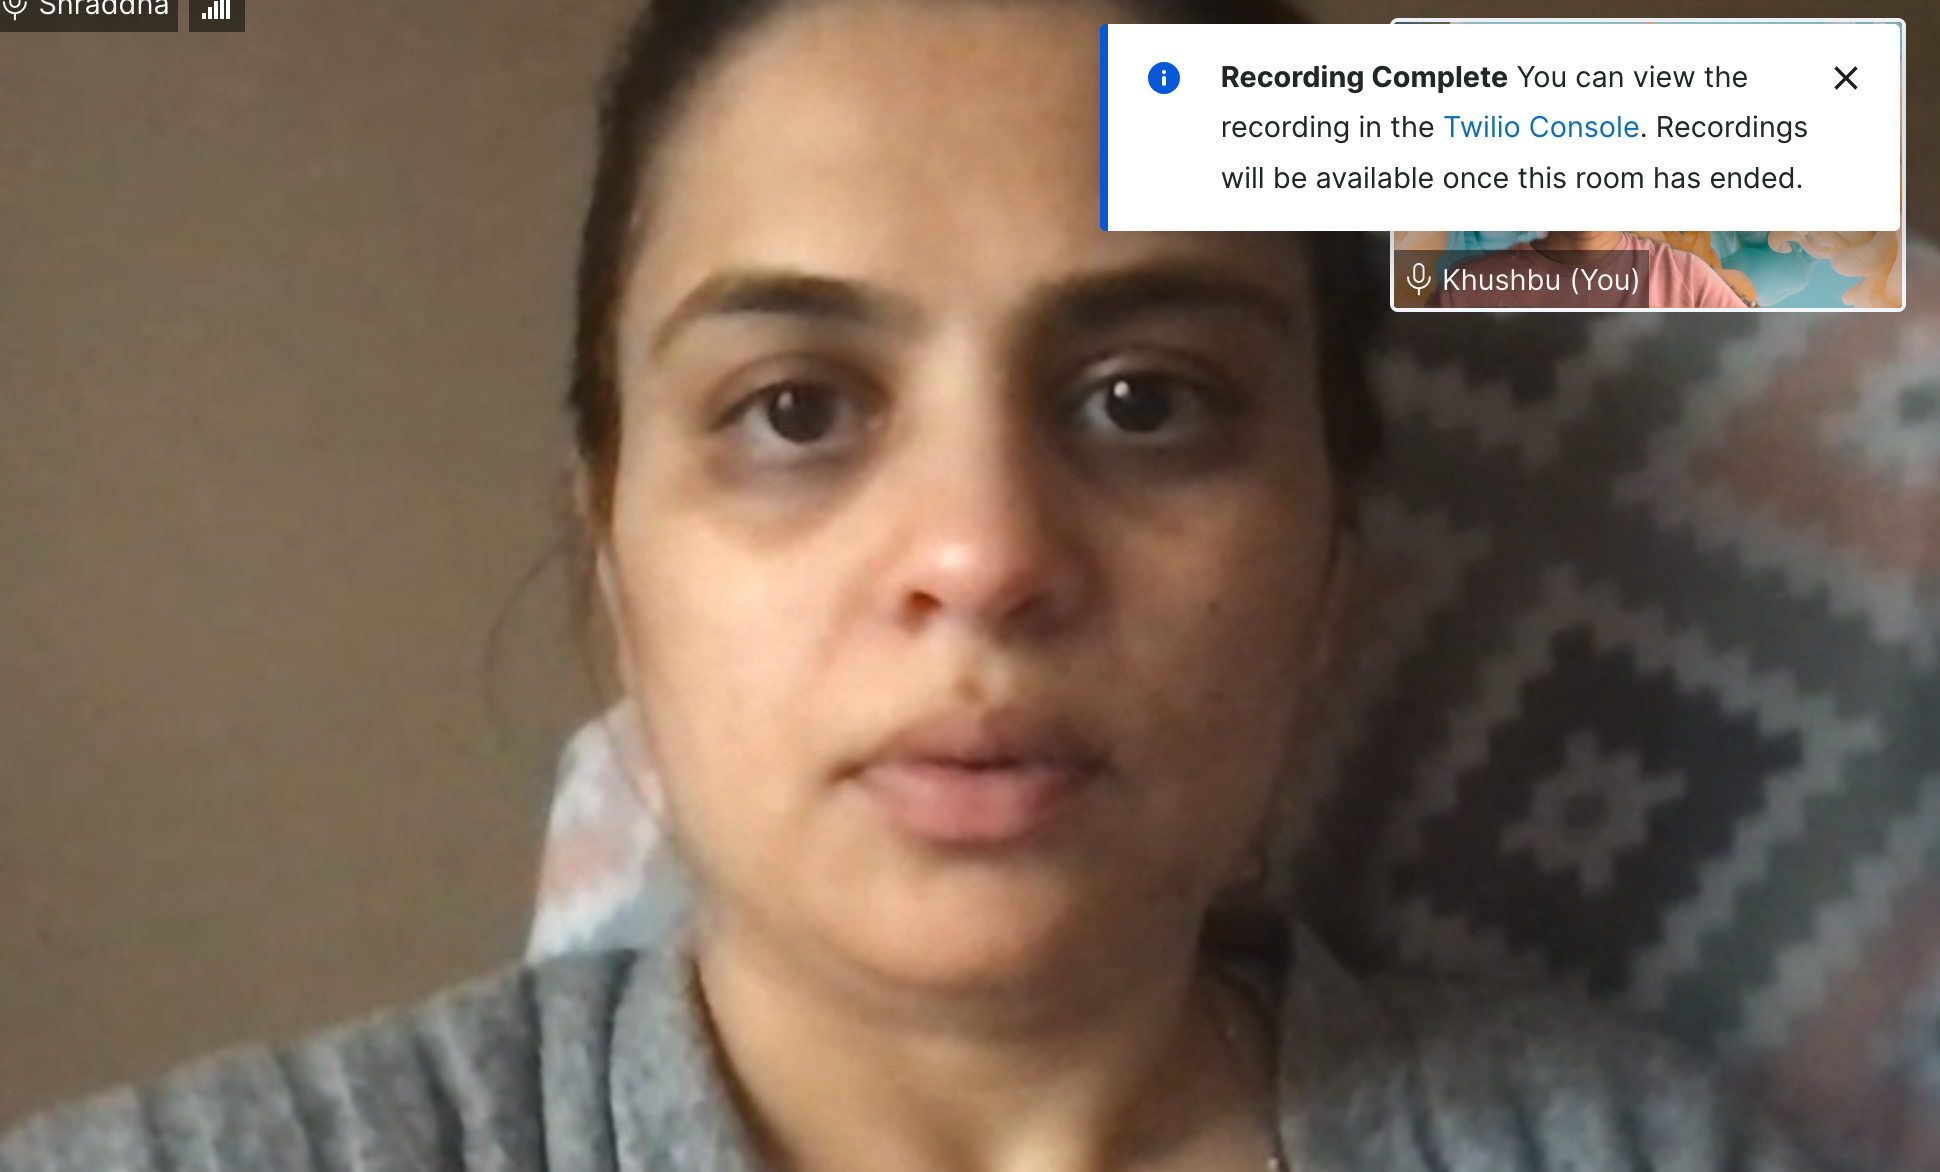 Shraddha
Recording Complete You can view the
recording in the Twilio Console. Recordings
will be available once this room has ended.
Khushbu (You)